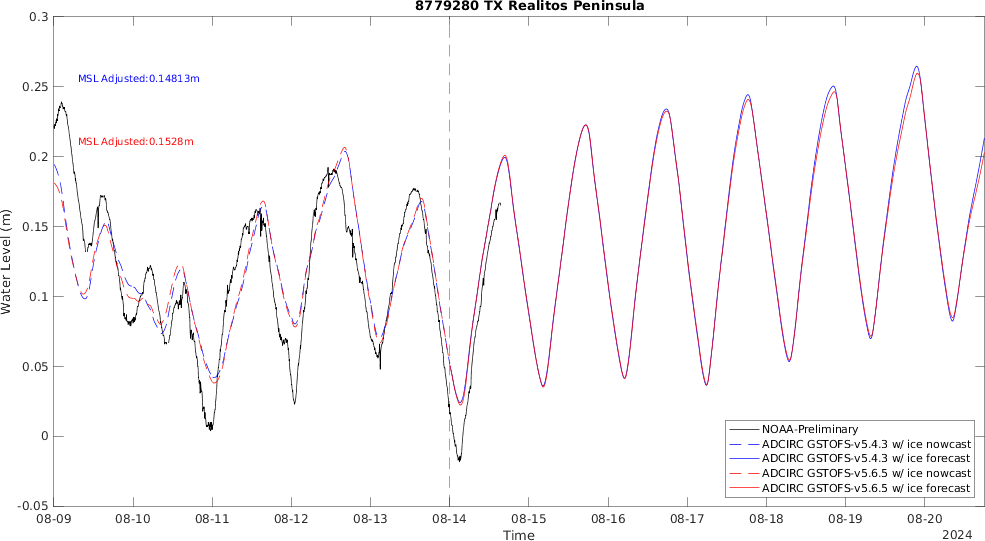 8779280 TX Realitos Peninsula
0.3
0.25
0.2
0.15
0.1
0.05
0
-0.05
Water Level (m)
MSL Adjusted:0.14813m
MSL Adjusted:0.1528m
NOAA-Preliminary
ADCIRC GSTOFS-v5.4.3 w/ ice nowcast
ADCIRC GSTOFS-v5.4.3 w/ ice forecast
ADCIRC GSTOFS-v5.6.5 w/ ice nowcast
ADCIRC GSTOFS-v5.6.5 w/ ice forecast
08-09 08-10 08-11 08-12 08-13 08-14 08-15 08-16 08-17 08-18 08-19 08-20
Time
2024